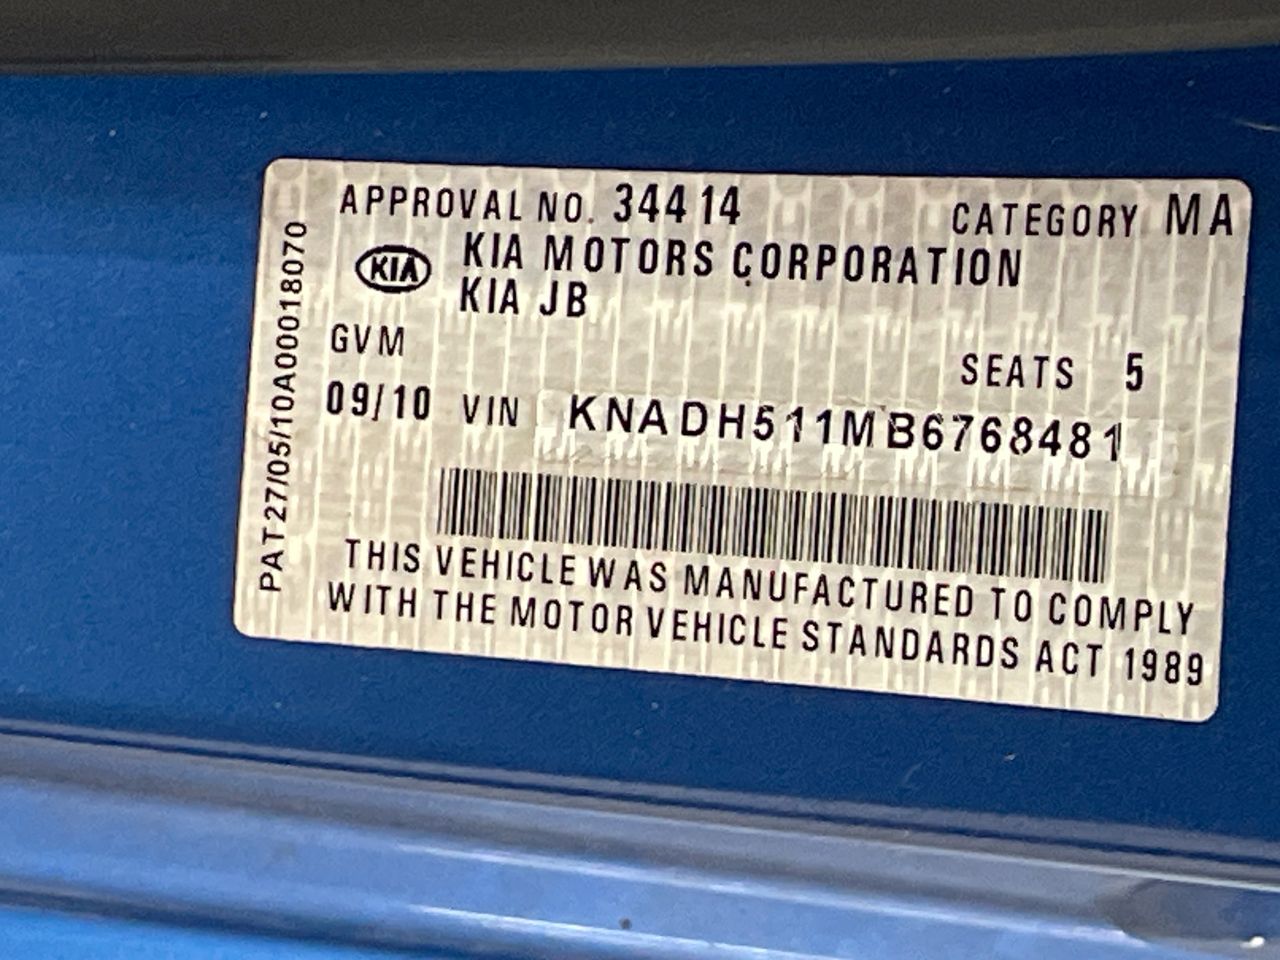 APPROVAL NO. 34414 CATEGORY MA
KIA KIA MOTORS CORPORATION
KIA JB
GVM SEATS 5
09/10 VIN KNADH511MB6768481
THIS VEHICLE WAS MANUFACTURED TO COMPLY
WITH THE MOTOR VEHICLE STANDARDS ACT 1989
PAT27/05/10A00018070